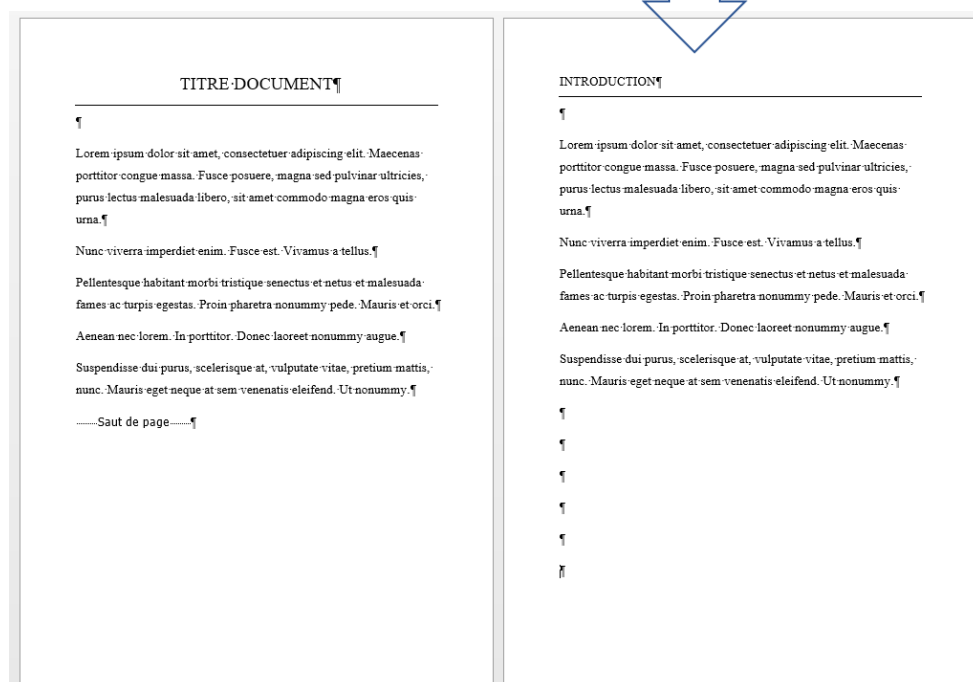 TITRE·DOCUMENT¶
¶
Lorem·ipsum·dolor·sit·amet,·consectetuer·adipiscing·elit.·Maecenas·
porttitor·congue·massa.·Fusce·posuere,·magna·sed·pulvinar·ultricies,·
purus·lectus·malesuada·libero,·sit·amet·commodo·magna·eros·quis·
urna.¶
Nunc·viverra·imperdiet·enim.·Fusce·est.·Vivamus·a·tellus.¶
Pellentesque·habitant·morbi·tristique·senectus·et·netus·et·malesuada·
fames·ac·turpis·egestas.·Proin·pharetra·nonummy·pede.·Mauris·et·orci.¶
Aenean·nec·lorem.·In·porttitor.·Donec·laoreet·nonummy·augue.¶
Suspendisse·dui·purus,·scelerisque·at,·vulputate·vitae,·pretium·mattis,·
nunc.·Mauris·eget·neque·at·sem·venenatis·eleifend.·Ut·nonummy.¶
Saut de page¶
INTRODUCTION¶
¶
Lorem·ipsum·dolor·sit·amet,·consectetuer·adipiscing·elit.·Maecenas·
porttitor·congue·massa.·Fusce·posuere,·magna·sed·pulvinar·ultricies,·
purus·lectus·malesuada·libero,·sit·amet·commodo·magna·eros·quis·
urna.¶
Nunc·viverra·imperdiet·enim.·Fusce·est.·Vivamus·a·tellus.¶
Pellentesque·habitant·morbi·tristique·senectus·et·netus·et·malesuada·
fames·ac·turpis·egestas.·Proin·pharetra·nonummy·pede.·Mauris·et·orci.¶
Aenean·nec·lorem.·In·porttitor.·Donec·laoreet·nonummy·augue.¶
Suspendisse·dui·purus,·scelerisque·at,·vulputate·vitae,·pretium·mattis,·
nunc.·Mauris·eget·neque·at·sem·venenatis·eleifend.·Ut·nonummy.¶
¶
¶
¶
¶
¶
¶